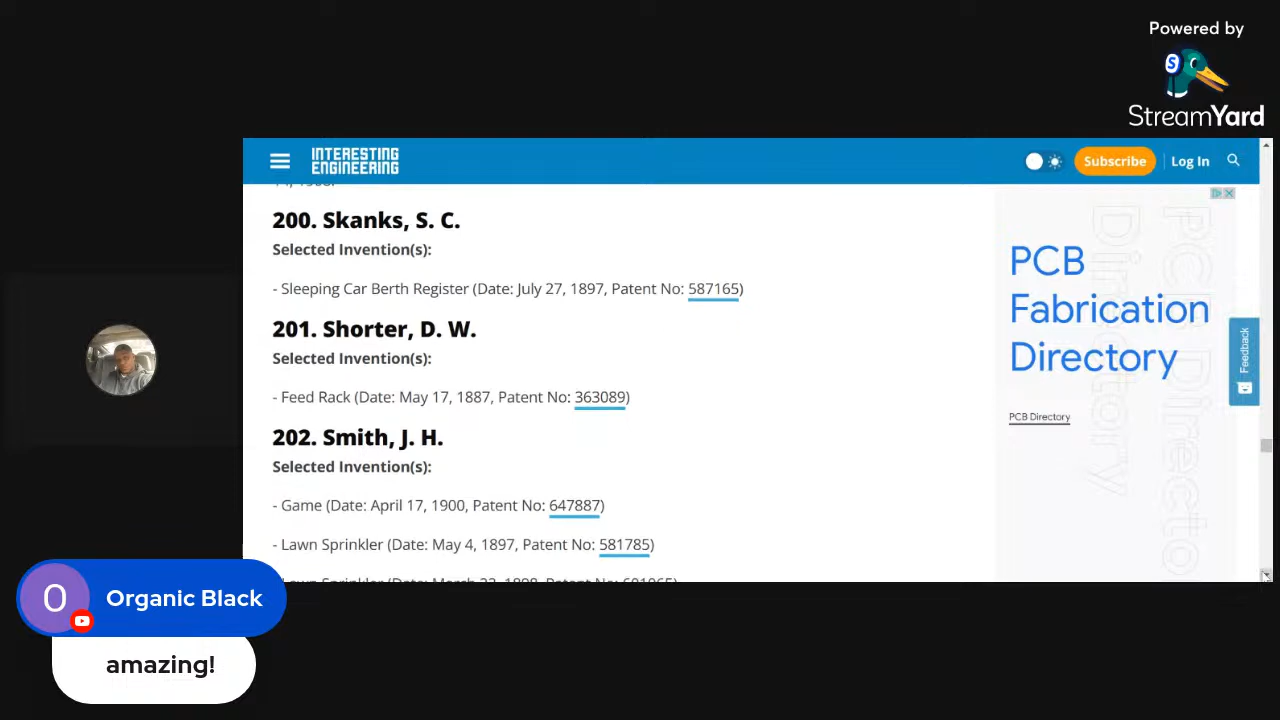 Powered by
StreamYard
INTERESTING
ENGINEERING
Subscribe
Log In
200. Skanks, S. C.
Selected Invention(s):
- Sleeping Car Berth Register (Date: July 27, 1897, Patent No: 587165)
201. Shorter, D. W.
Selected Invention(s):
- Feed Rack (Date: May 17, 1887, Patent No: 363089)
202. Smith, J. H.
Selected Invention(s):
- Game (Date: April 17, 1900, Patent No: 647887)
- Lawn Sprinkler (Date: May 4, 1897, Patent No: 581785)
PCB
Fabrication
Directory
PCB Directory
PCB Directo
Directory
Feedback
O
Organic Black
amazing!